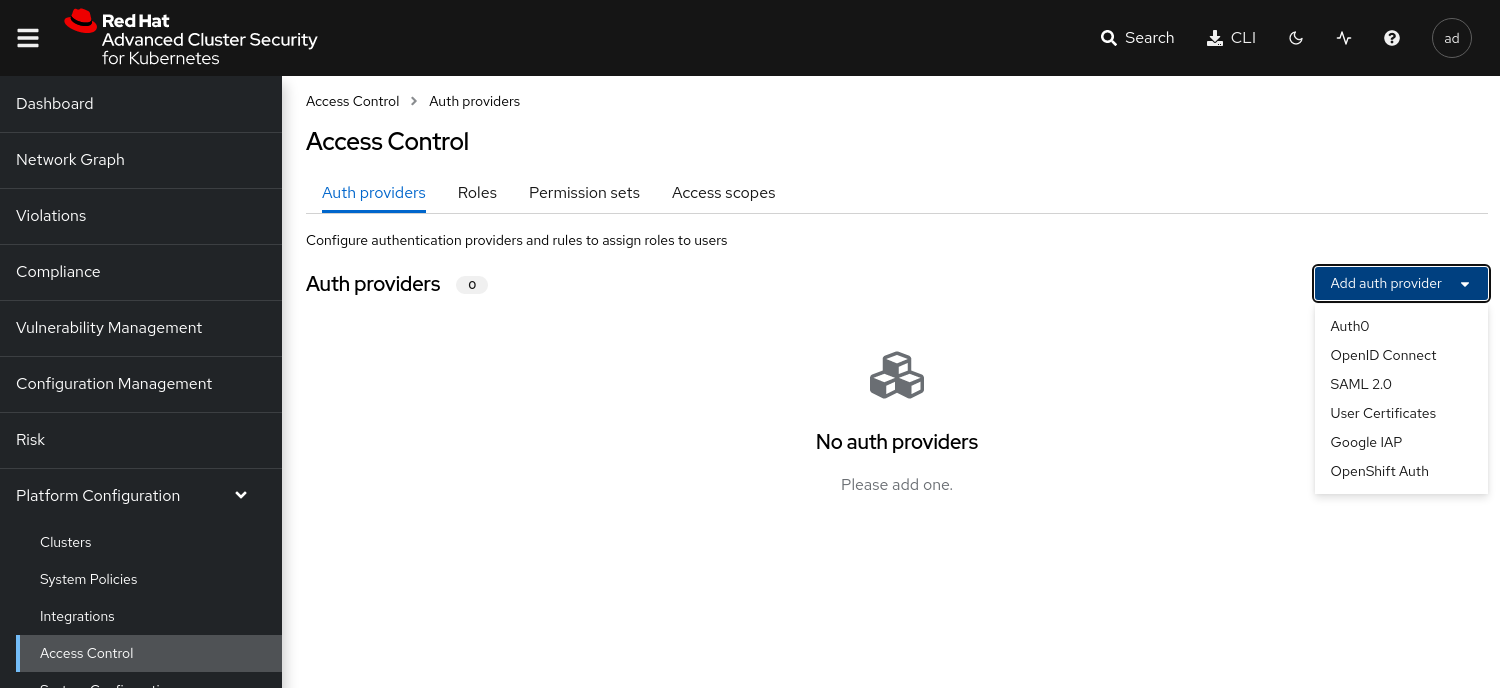 Red Hat
Advanced Cluster Security
for Kubernetes
Search
CLI
ad
Dashboard
Network Graph
Violations
Compliance
Vulnerability Management
Configuration Management
Risk
Platform Configuration
Clusters
System Policies
Integrations
Access Control
Access Control
Auth providers
Access Control
Auth providers
Roles
Permission sets
Access scopes
Configure authentication providers and rules to assign roles to users
Auth providers
0
Add auth provider
Auth0
OpenID Connect
SAML 2.0
User Certificates
Google IAP
OpenShift Auth
No auth providers
Please add one.